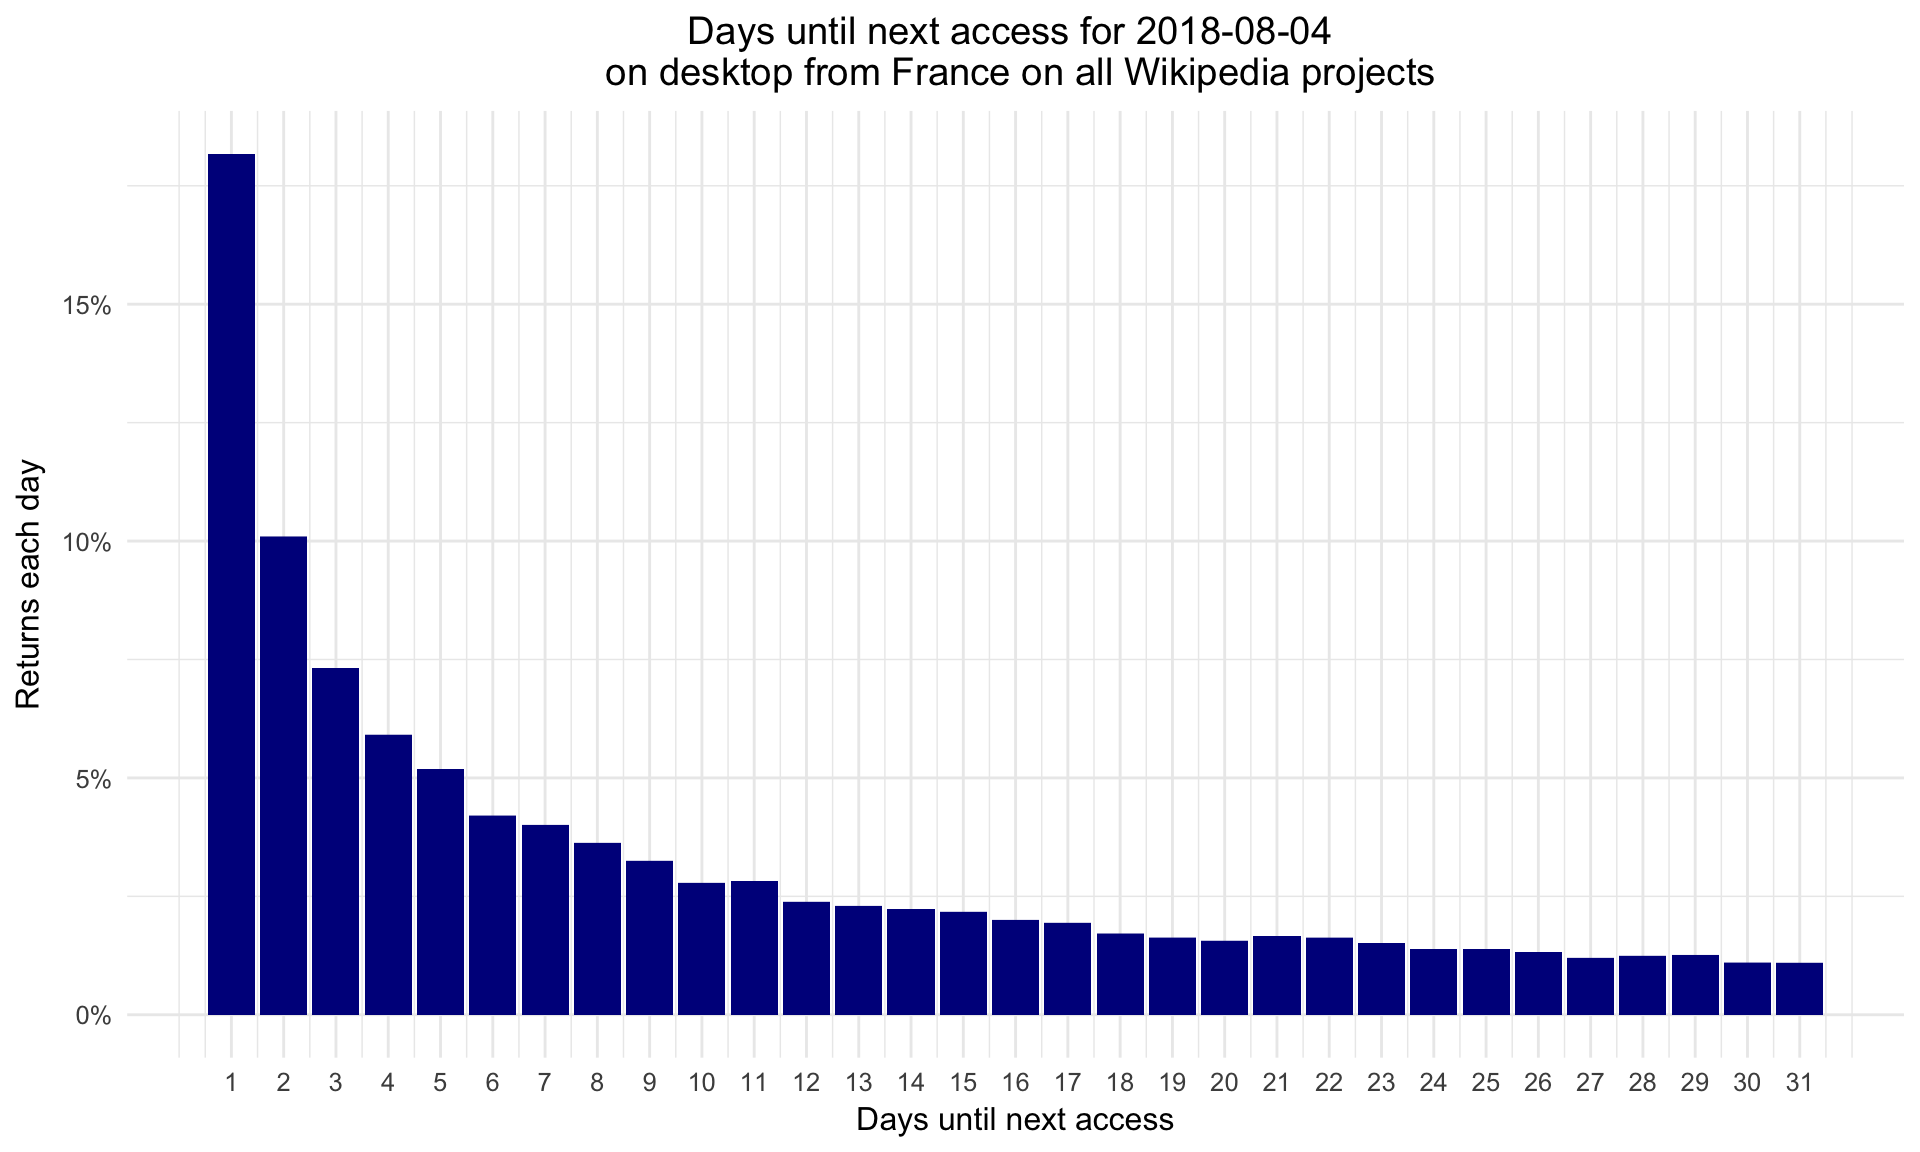 Days until next access for 2018-08-04
on desktop from France on all Wikipedia projects
Returns each day
15%
10%
5%
0%
1 2 3 4 5 6 7 8 9 10 11 12 13 14 15 16 17 18 19 20 21 22 23 24 25 26 27 28 29 30 31
Days until next access